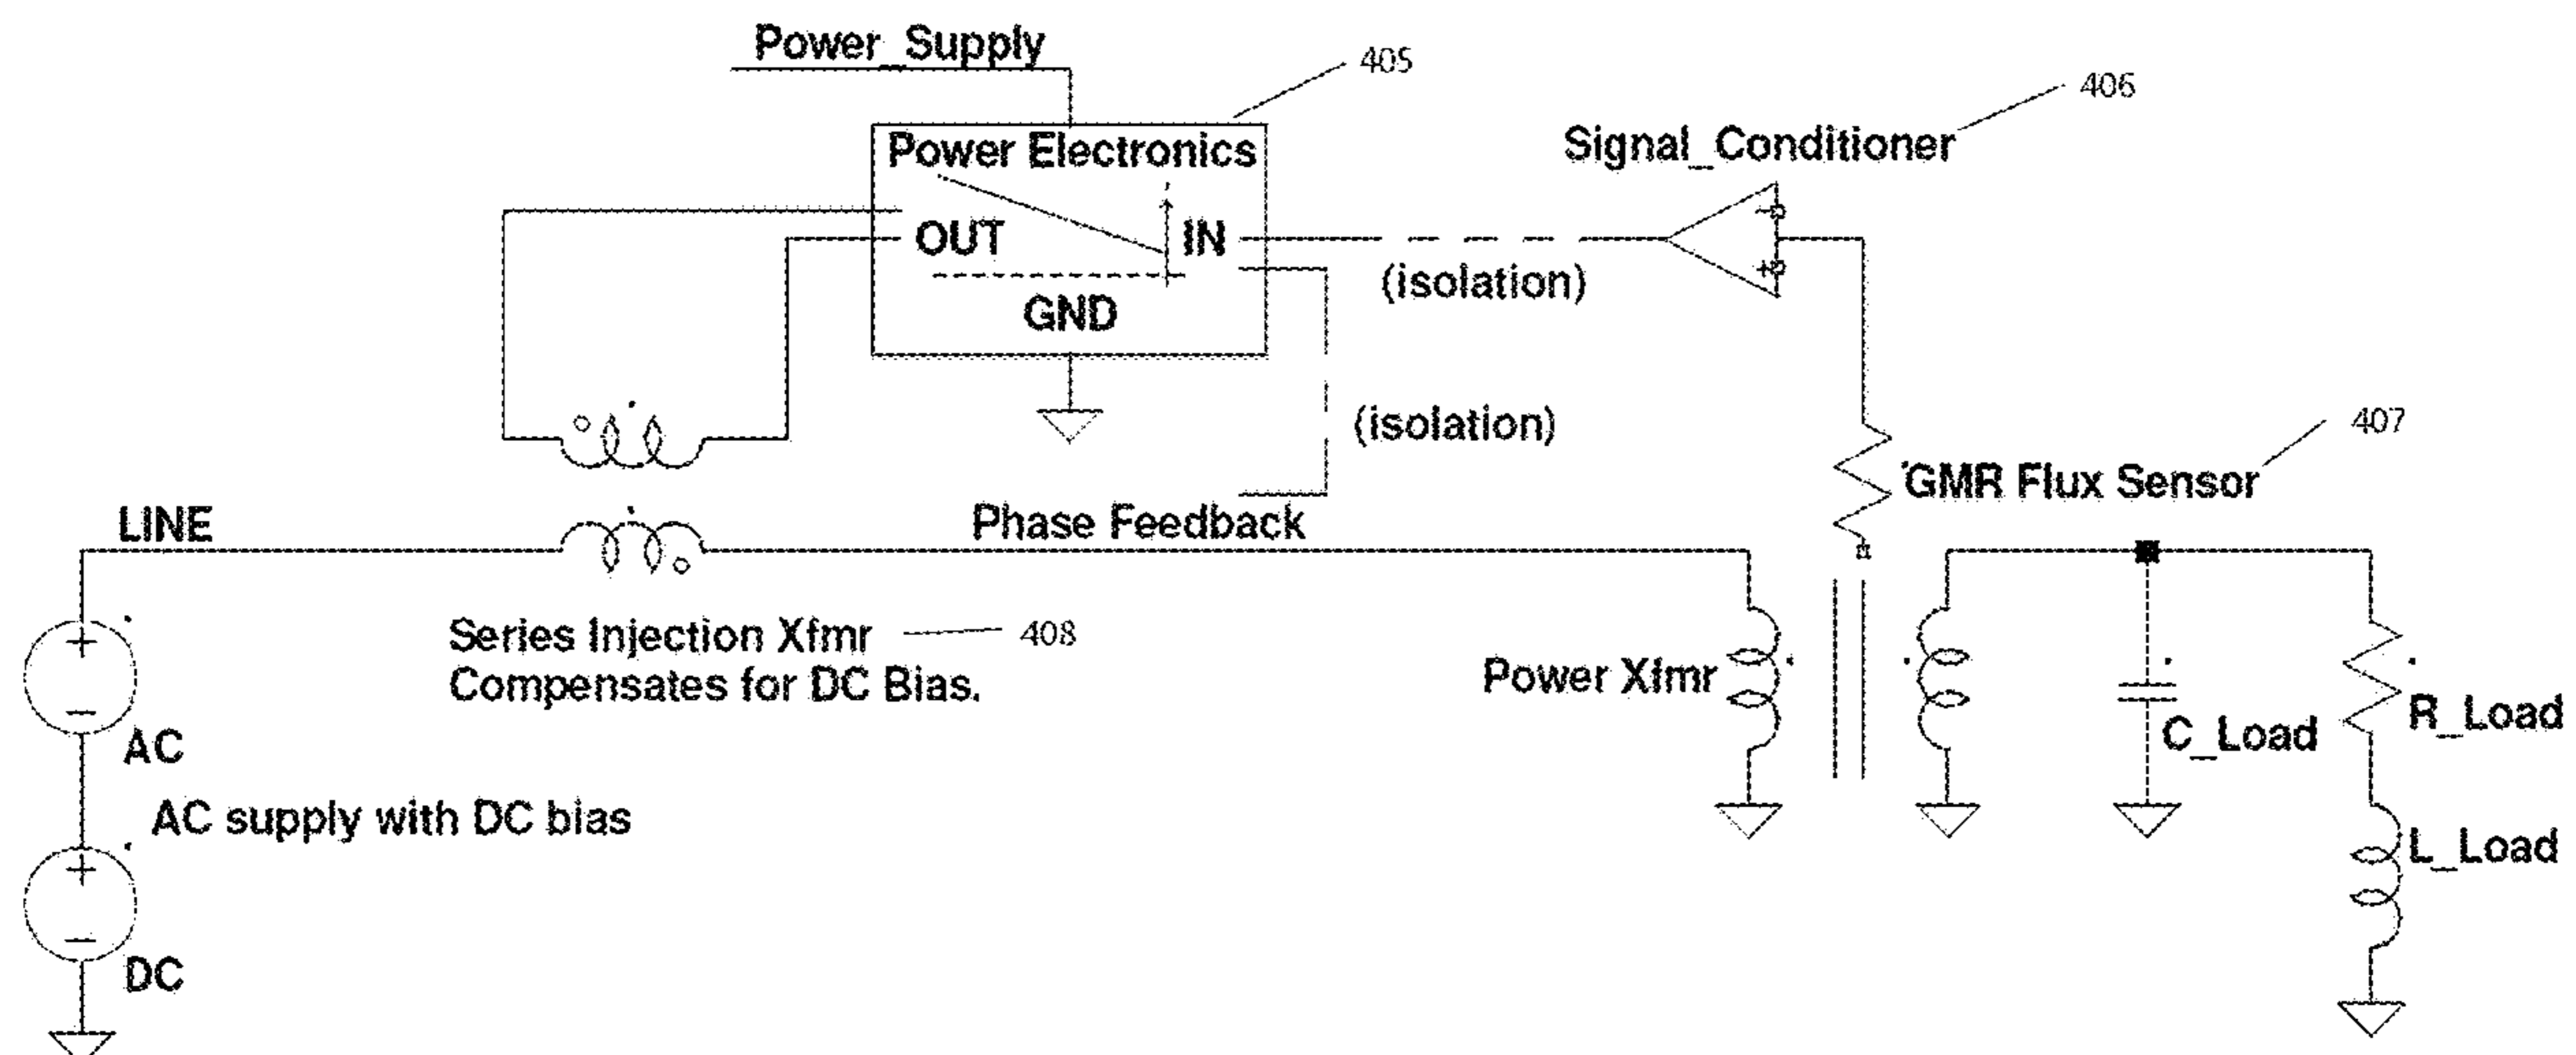 Power_Supply
405
406
Power Electronics
Signal_Conditioner
OUT
IN
(isolation)
GND
(isolation)
407
GMR Flux Sensor
LINE
Phase Feedback
Series Injection Xfmr
408
Compensates for DC Bias.
Power Xfmr
R_Load
C_Load
AC
AC supply with DC bias
L_Load
DC